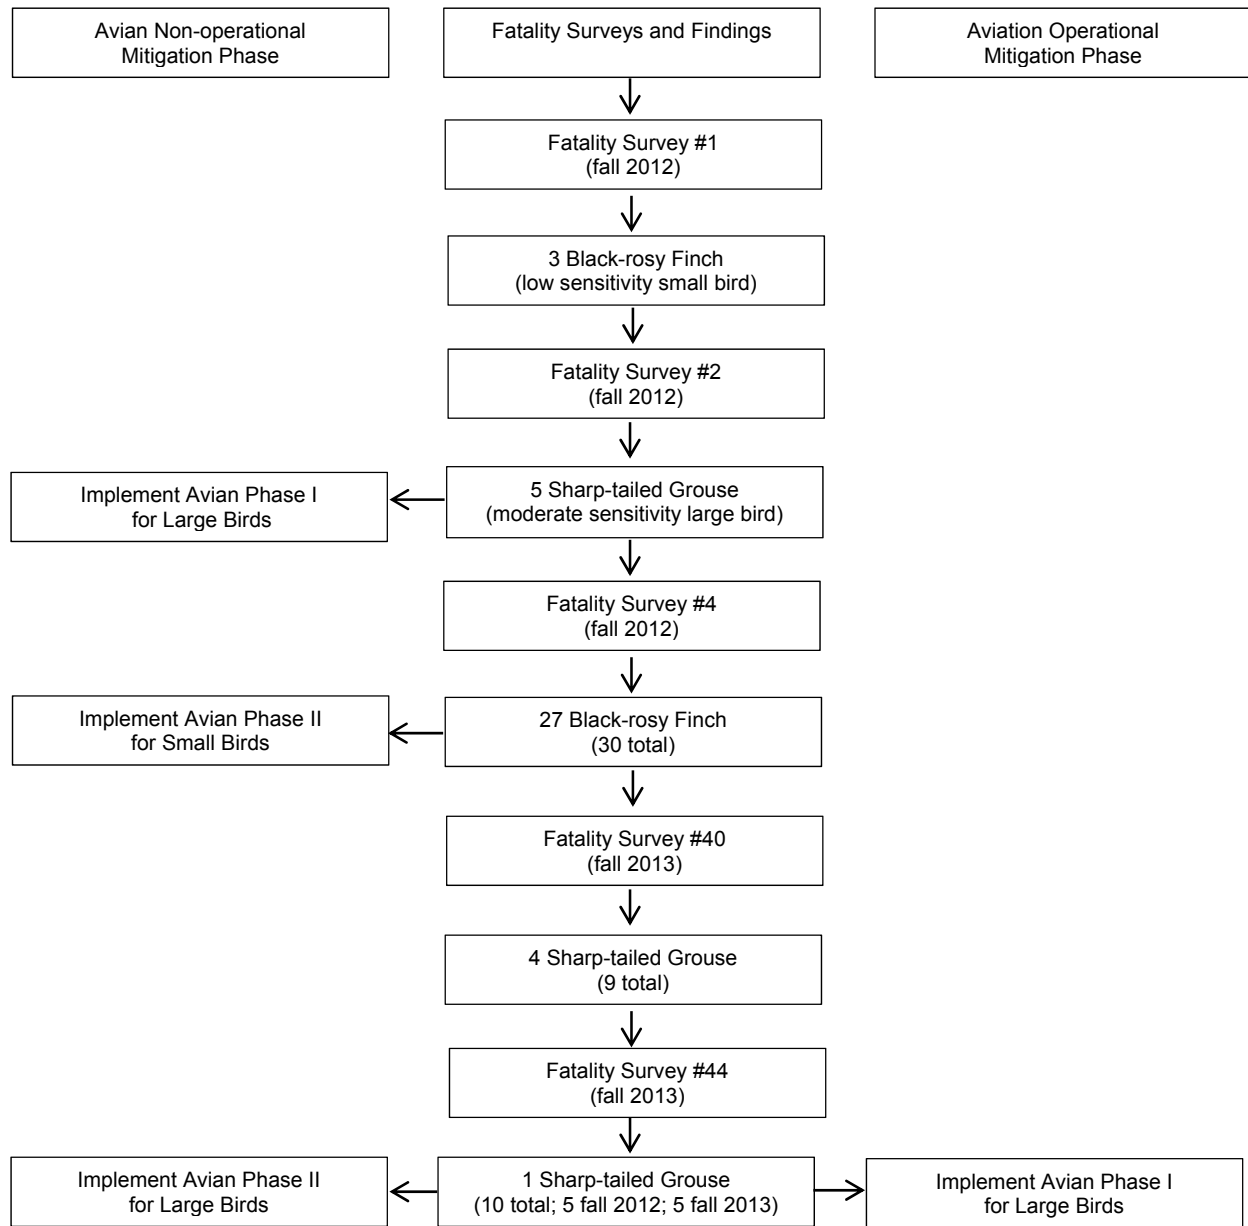 Avian Non-operational
Mitigation Phase
Fatality Surveys and Findings
Aviation Operational
Mitigation Phase
Fatality Survey #1
(fall 2012)
3 Black-rosy Finch
(low sensitivity small bird)
Fatality Survey #2
(fall 2012)
Implement Avian Phase I
for Large Birds
5 Sharp-tailed Grouse
(moderate sensitivity large bird)
Fatality Survey #4
(fall 2012)
Implement Avian Phase II
for Small Birds
27 Black-rosy Finch
(30 total)
Fatality Survey #40
(fall 2013)
4 Sharp-tailed Grouse
(9 total)
Fatality Survey #44
(fall 2013)
Implement Avian Phase II
for Large Birds
1 Sharp-tailed Grouse
(10 total; 5 fall 2012; 5 fall 2013)
Implement Avian Phase I
for Large Birds